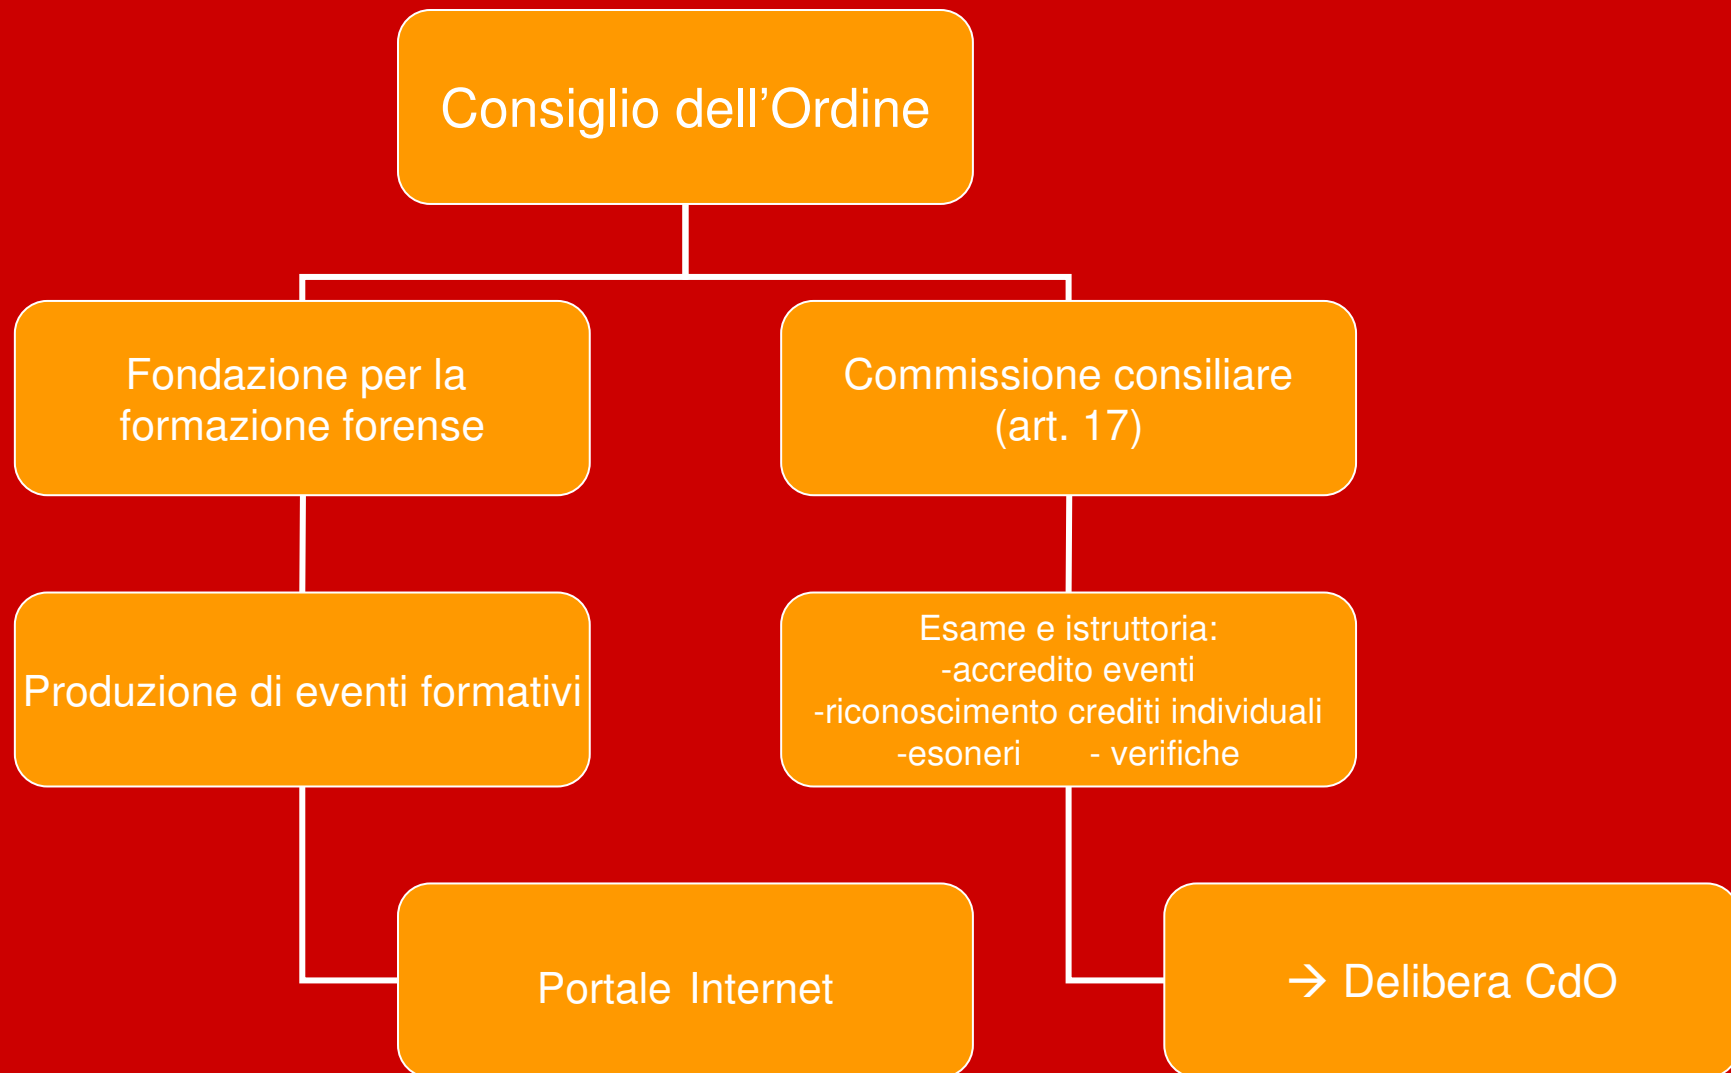 Consiglio dell’Ordine
Fondazione per la
formazione forense
Commissione consiliare
(art. 17)
Produzione di eventi formativi
Esame e istruttoria:
-accredito eventi
-riconoscimento crediti individuali
-esoneri - verifiche
Portale Internet
→ Delibera CdO